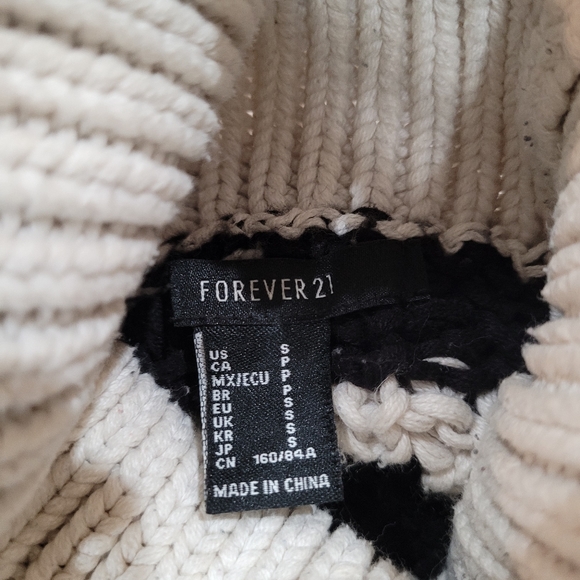 FOREVER 21
US S
CA P
MX/ECU P
BR P
EU S
UK S
KR S
JP S
CN 160/84A
MADE IN CHINA